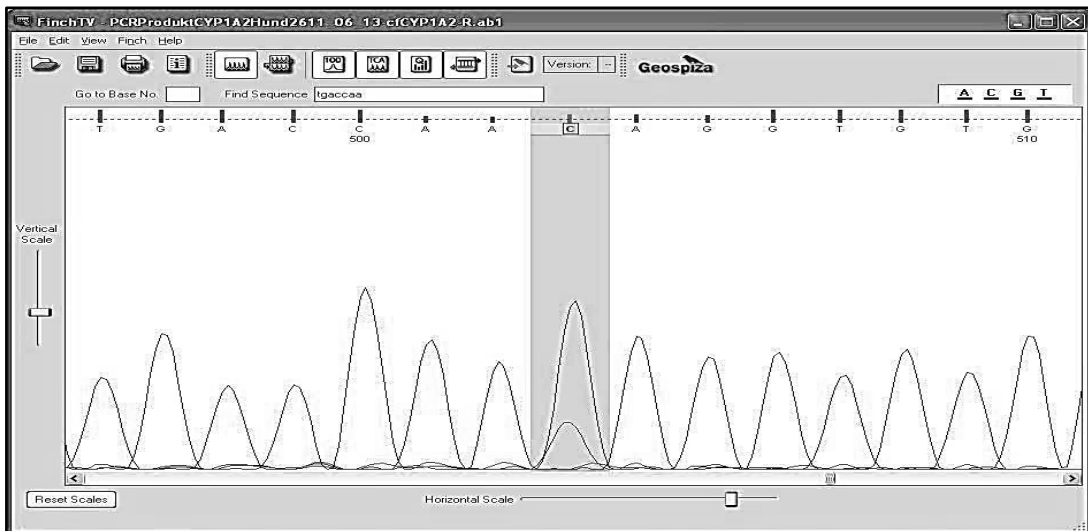 FinchTV - PCRProduktCYP1A2Hund2611_06_13 cfCYP1A2-R.ab1
File Edit View Finch Help
Version: --
Geospiza
Go to Base No. Find Sequence tgaccaa
A C G T
T G A C C A A C A G G T G T G
500 510
Vertical
Scale
Reset Scales Horizontal Scale